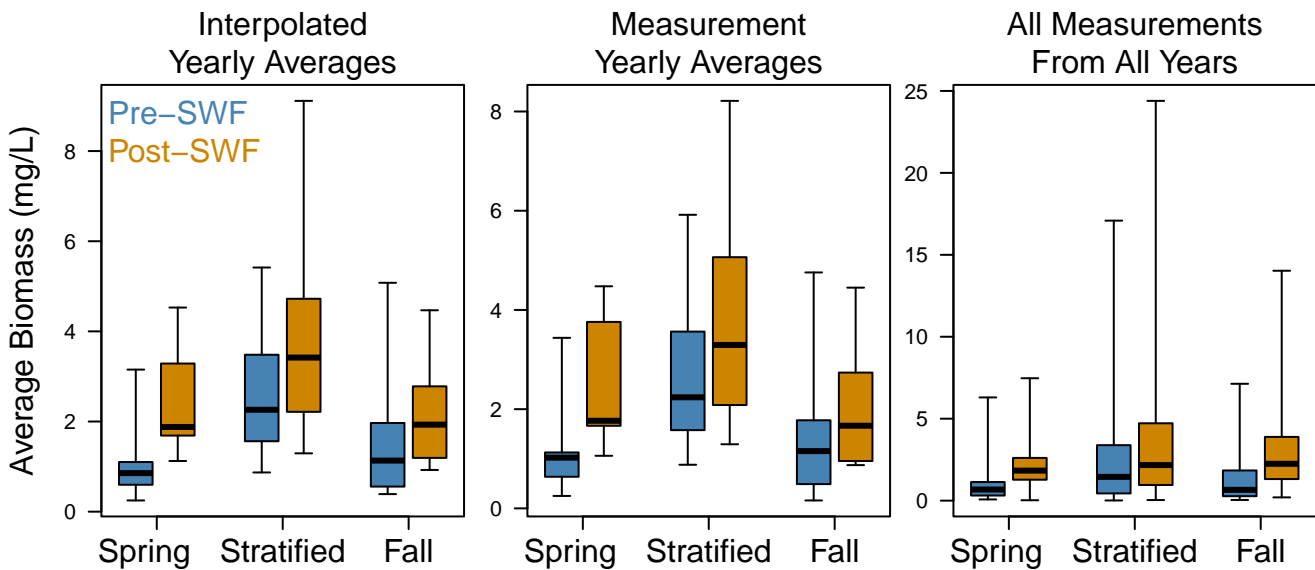 Interpolated
Yearly Averages
Measurement
Yearly Averages
All Measurements
From All Years
Average Biomass (mg/L)
Pre−SWF
Post−SWF
8
6
4
2
0
Spring
Stratified
Fall
8
6
4
2
0
Spring
Stratified
Fall
25
20
15
10
5
0
Spring
Stratified
Fall